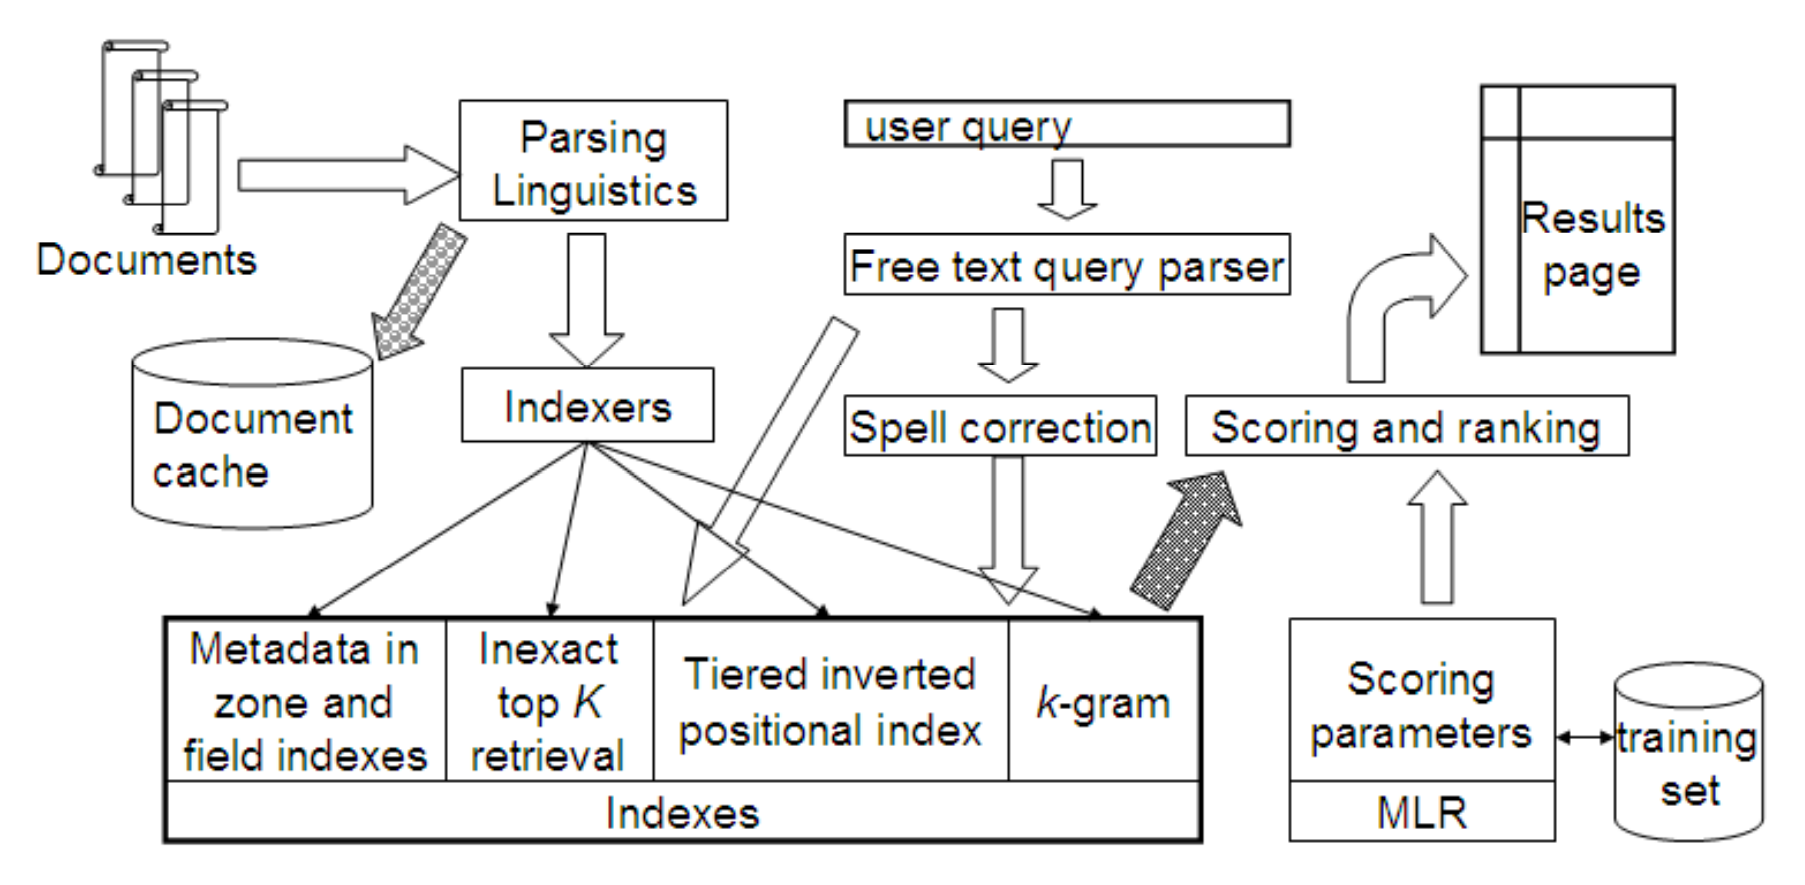 Documents
Parsing
Linguistics
user query
Free text query parser
Results
page
Document
cache
Indexers
Spell correction
Scoring and ranking
Metadata in
zone and
field indexes
Inexact
top K
retrieval
Tiered inverted
positional index
k-gram
Indexes
Scoring
parameters
MLR
training
set